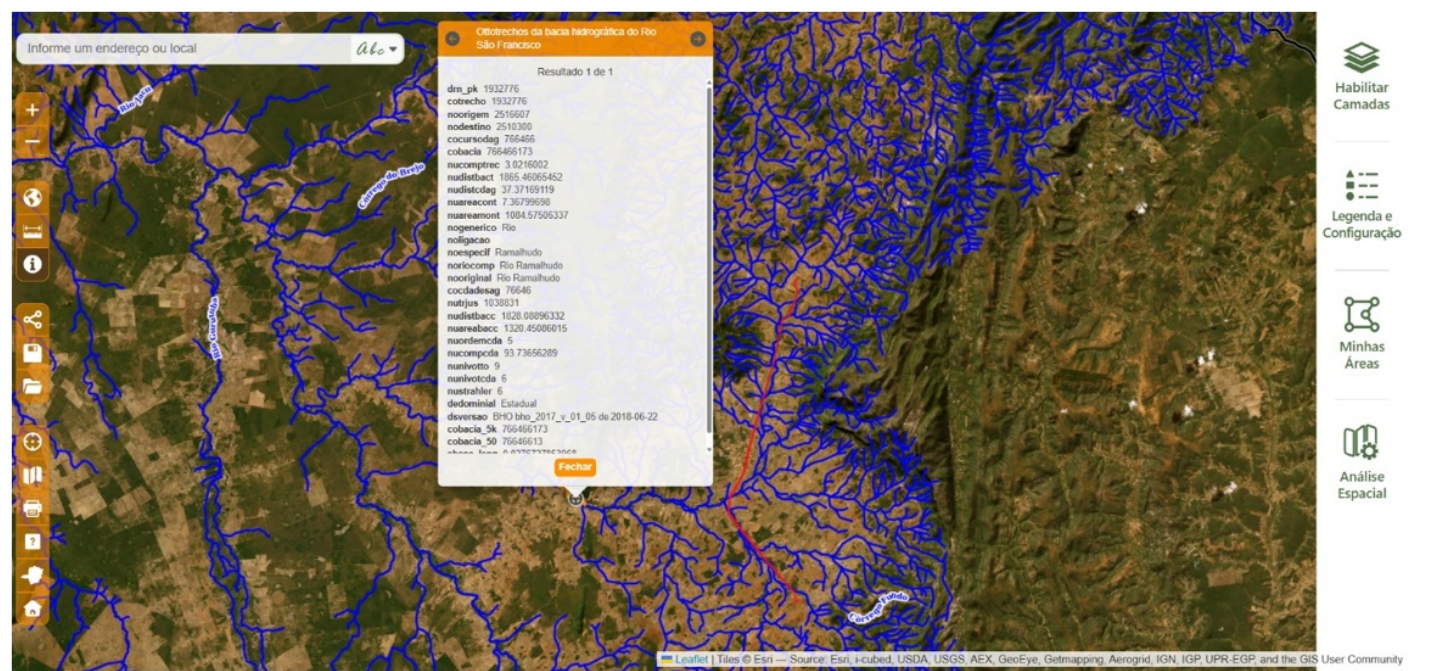 Informe um endereço ou local
Abc
Ottotrechos da bacia hidrográfica do Rio
São Francisco
Resultado 1 de 1
drn_pk 1932776
cotrecho 1932776
noorigem 2516607
nodestino 2510300
cocursodag 766466
cobacia 766466173
nucomptrec 3.0216002
nudistbact 1865.46065452
nudistcdag 37.37169119
nuareacont 7.36799698
nuareamont 1084.57506337
nogenerico Rio
noligacao
noespecif Ramalhudo
noriocomp Rio Ramalhudo
nooriginal Rio Ramalhudo
cocdadesag 76646
nutrjus 1038831
nudistbacc 1828.08896332
nuareabacc 1320.45086015
nuordemcda 5
nucompcda 93.73656289
nunivotto 9
nunivotcda 6
nustrahler 6
dedominial Estadual
dsversao BHO bho_2017_v_01_05 de 2018-06-22
cobacia_5k 766466173
cobacia_50 76646613
Fechar
Córrego do Brejo
Rio Gurutuba
Córrego Fundo
Habilitar
Camadas
Legenda e
Configuração
Minhas
Áreas
Análise
Espacial
Leaflet | Tiles © Esri — Source: Esri, i-cubed, USDA, USGS, AEX, GeoEye, Getmapping, Aerogrid, IGN, IGP, UPR-EGP, and the GIS User Community